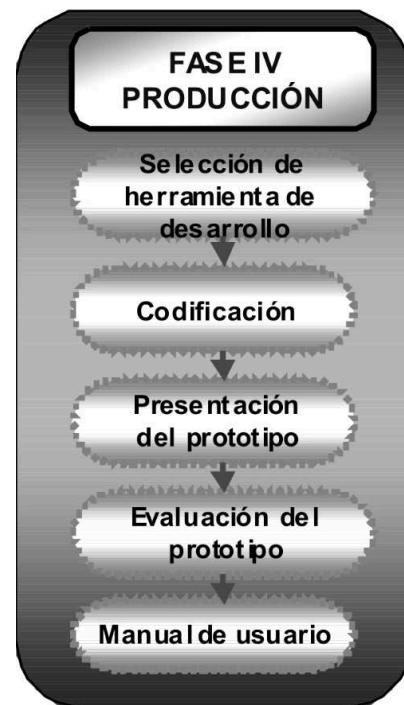 FASE IV
PRODUCCIÓN
Selección de
herramienta de
desarrollo
Codificación
Presentación
del prototipo
Evaluación del
prototipo
Manual de usuario